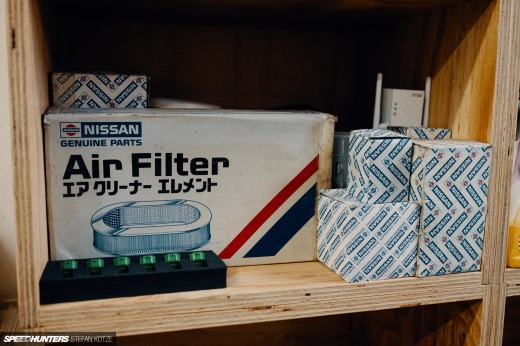 NISSAN
GENUINE PARTS
Air Filter
エア クリーナー エレメント
NISSAN
SPEEDHUNTERS STEFAN KOTZE
SPEEDHUNTERS